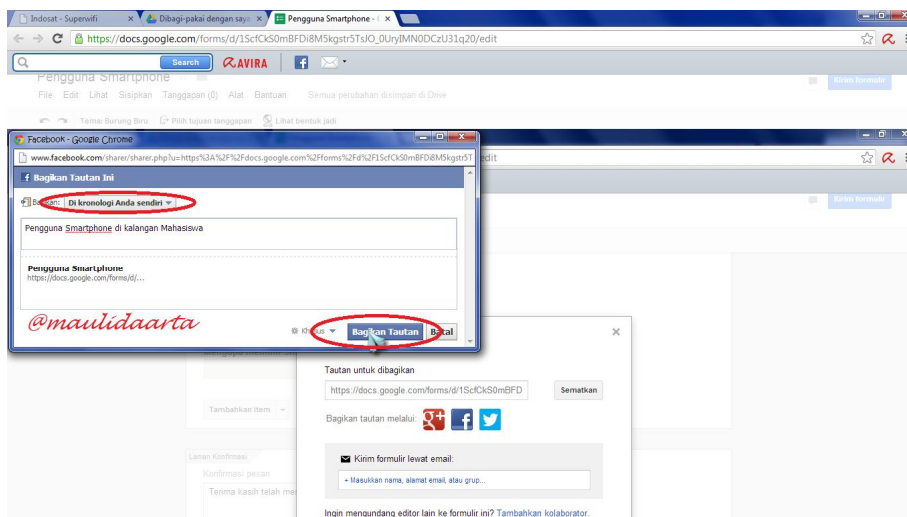 Indosat - Superwifi
Dibagi-pakai dengan saya
Pengguna Smartphone - G
https://docs.google.com/forms/d/1ScfCkS0mBFDi8M5kgstr5TsJO_0UryIMN0DCzU31q20/edit
Search
AVIRA
Pengguna Smartphone
Kirim formulir
File Edit Lihat Sisipkan Tanggapan (0) Alat Bantuan Semua perubahan disimpan di Drive
Tema: Burung Biru Pilih tujuan tanggapan Lihat bentuk jadi
Facebook - Google Chrome
www.facebook.com/sharer/sharer.php?u=https%3A%2F%2Fdocs.google.com%2Fforms%2Fd%2F1ScfCkS0mBFDi8M5kgstr5T
edit
Bagikan Tautan Ini
Bagikan: Di kronologi Anda sendiri
Kirim formulir
Pengguna Smartphone di kalangan Mahasiswa
Pengguna Smartphone
https://docs.google.com/forms/d/...
@maulidaarta
Khusus Bagikan Tautan Batal
Mengapa memilih
Tautan untuk dibagikan
https://docs.google.com/forms/d/1ScfCkS0mBFD Sematkan
Tambahkan item
Bagikan tautan melalui:
Laman Konfirmasi
Kirim formulir lewat email:
Konfirmasi pesan
+ Masukkan nama, alamat email, atau grup...
Terima kasih telah
Ingin mengundang editor lain ke formulir ini? Tambahkan kolaborator.